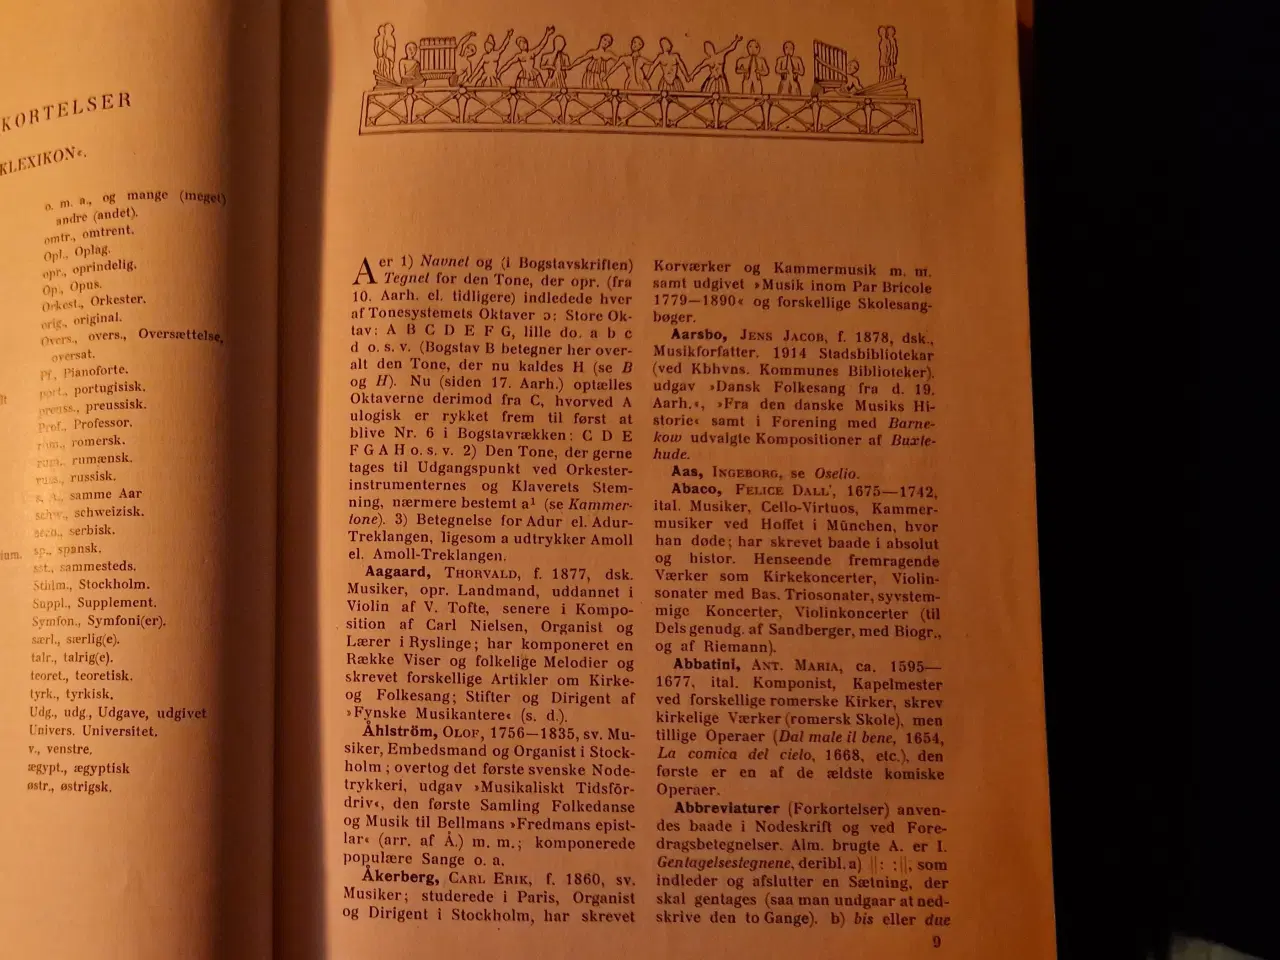 KORTELSER
KLEXIKON«.
o. m. a., og mange (meget)
andre (andet).
omtr., omtrent.
Opl., Oplag.
opr., oprindelig.
Op., Opus.
Orkest., Orkester.
orig., original.
Overs., overs., Oversættelse,
oversat.
Pf., Pianoforte.
port., portugisisk.
preuss., preussisk.
Prof., Professor.
rom., romersk.
rum., rumænsk.
russ., russisk.
s. A., samme Aar
schw., schweizisk.
serb., serbisk.
sp., spansk.
sst., sammesteds.
Sthlm., Stockholm.
Suppl., Supplement.
Symfon., Symfoni(er).
særl., særlig(e).
talr., talrig(e).
teoret., teoretisk.
tyrk., tyrkisk.
Udg., udg., Udgave, udgivet
Univers. Universitet.
v., venstre.
ægypt., ægyptisk
østr., østrigsk.
A er 1) Navnet og (i Bogstavskriften)
Tegnet for den Tone, der opr. (fra
10. Aarh. el. tidligere) indledede hver
af Tonesystemets Oktaver ɔ: Store Ok-
tav: A B C D E F G, lille do. a b c
d o. s. v. (Bogstav B betegner her over-
alt den Tone, der nu kaldes H (se B
og H). Nu (siden 17. Aarh.) optælles
Oktaverne derimod fra C, hvorved A
ulogisk er rykket frem til først at
blive Nr. 6 i Bogstavrækken: C D E
F G A H o. s. v. 2) Den Tone, der gerne
tages til Udgangspunkt ved Orkester-
instrumenternes og Klaverets Stem-
ning, nærmere bestemt a¹ (se Kammer-
tone). 3) Betegnelse for Adur el. Adur-
Treklangen, ligesom a udtrykker Amoll
el. Amoll-Treklangen.
Aagaard, THORVALD, f. 1877, dsk.
Musiker, opr. Landmand, uddannet i
Violin af V. Tofte, senere i Kompo-
sition af Carl Nielsen, Organist og
Lærer i Ryslinge; har komponeret en
Række Viser og folkelige Melodier og
skrevet forskellige Artikler om Kirke-
og Folkesang; Stifter og Dirigent af
»Fynske Musikantere« (s. d.).
Åhlström, OLOF, 1756—1835, sv. Mu-
siker, Embedsmand og Organist i Stock-
holm; overtog det første svenske Node-
trykkeri, udgav »Musikaliskt Tidsför-
driv«, den første Samling Folkedanse
og Musik til Bellmans »Fredmans epist-
lar« (arr. af Å.) m. m.; komponerede
populære Sange o. a.
Åkerberg, CARL ERIK, f. 1860, sv.
Musiker; studerede i Paris, Organist
og Dirigent i Stockholm, har skrevet
Korværker og Kammermusik m. m.
samt udgivet »Musik inom Par Bricole
1779—1890« og forskellige Skolesang-
bøger.
Aarsbo, JENS JACOB, f. 1878, dsk.,
Musikforfatter. 1914 Stadsbibliotekar
(ved Kbhvns. Kommunes Biblioteker),
udgav »Dansk Folkesang fra d. 19.
Aarh.«, »Fra den danske Musiks Hi-
storie« samt i Forening med Barne-
kow udvalgte Kompositioner af Buxte-
hude.
Aas, INGEBORG, se Oselio.
Abaco, FELICE DALL', 1675—1742,
ital. Musiker, Cello-Virtuos, Kammer-
musiker ved Hoffet i München, hvor
han døde; har skrevet baade i absolut
og histor. Henseende fremragende
Værker som Kirkekoncerter, Violin-
sonater med Bas. Triosonater, syvstem-
mige Koncerter, Violinkoncerter (til
Dels genudg. af Sandberger, med Biogr.,
og af Riemann).
Abbatini, ANT. MARIA, ca. 1595—
1677, ital. Komponist, Kapelmester
ved forskellige romerske Kirker, skrev
kirkelige Værker (romersk Skole), men
tillige Operaer (Dal male il bene, 1654,
La comica del cielo, 1668, etc.), den
første er en af de ældste komiske
Operaer.
Abbreviaturer (Forkortelser) anven-
des baade i Nodeskrift og ved Fore-
dragsbetegnelser. Alm. brugte A. er I.
Gentagelsestegnene, deribl. a) ||: :||, som
indleder og afslutter en Sætning, der
skal gentages (saa man undgaar at ned-
skrive den to Gange). b) bis eller due
9